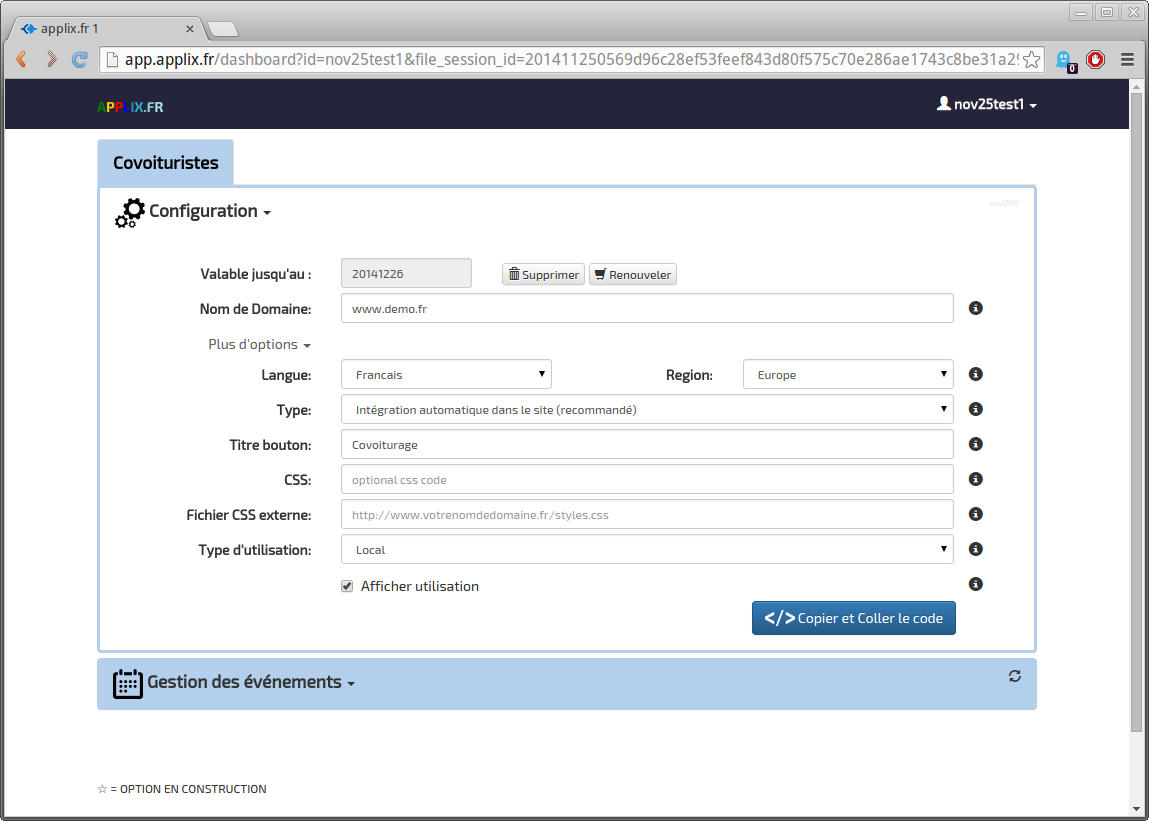 applix.fr 1
app.applix.fr/dashboard?id=nov25test1&file_session_id=201411250569d96c28ef53feef843d80f575c70e286ae1743c8be31a29
0
APPLIX.FR
nov25test1
Covoituristes
Configuration
cov000
Valable jusqu'au : 20141226 Supprimer Renouveler
Nom de Domaine: www.demo.fr
Plus d'options
Langue: Francais Region: Europe
Type: Intégration automatique dans le site (recommandé)
Titre bouton: Covoiturage
CSS: optional css code
Fichier CSS externe: http://www.votrenomdedomaine.fr/styles.css
Type d'utilisation: Local
Afficher utilisation
</> Copier et Coller le code
Gestion des événements
☆ = OPTION EN CONSTRUCTION